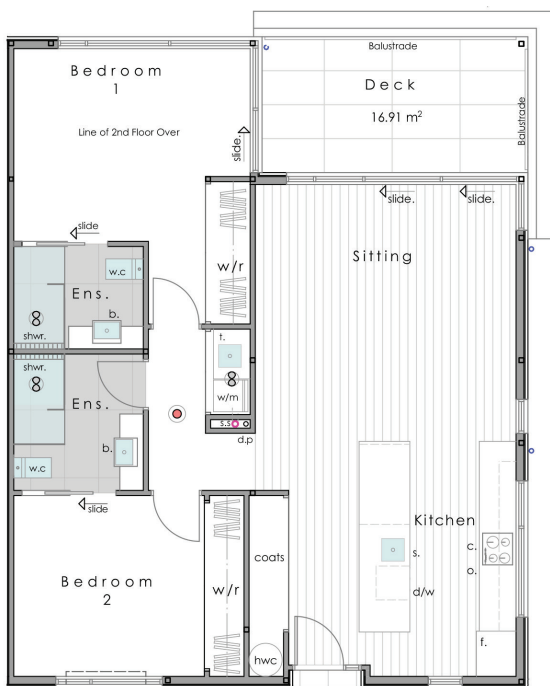 Balustrade
Bedroom
1
Deck
16.91 m²
Balustrade
Line of 2nd Floor Over
slide.
slide.
slide.
slide
w/r
Sitting
w.c
Ens.
b.
shwr.
t.
w/m
shwr.
Ens.
s.s
d.p
b.
w.c
slide
Kitchen
c.
o.
s.
d/w
coats
Bedroom
2
w/r
f.
hwc